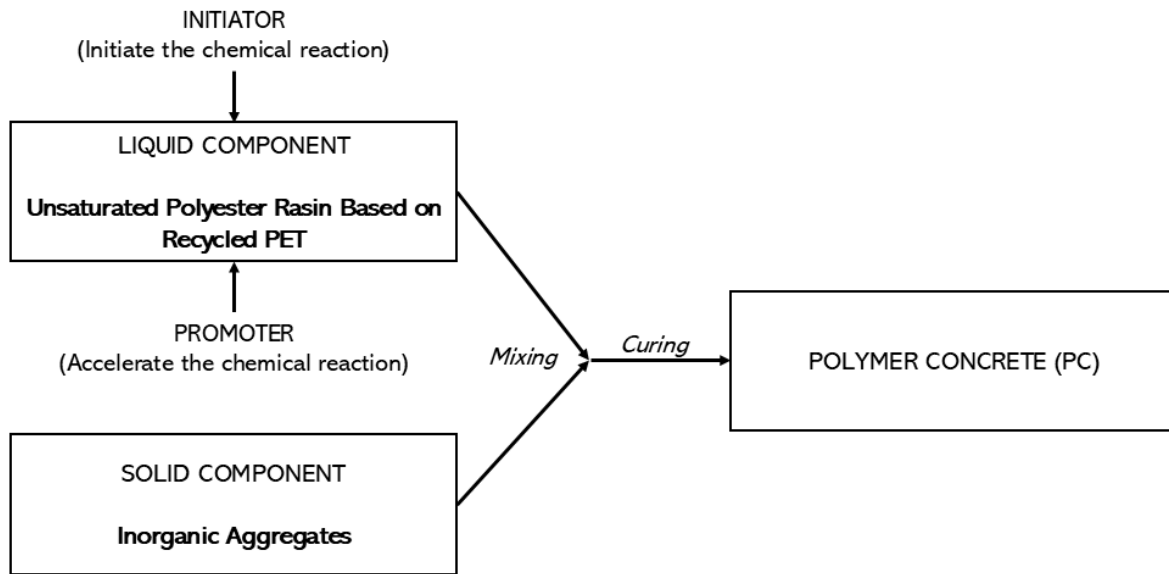 INITIATOR
(Initiate the chemical reaction)
LIQUID COMPONENT
Unsaturated Polyester Rasin Based on
Recycled PET
PROMOTER
(Accelerate the chemical reaction)
Mixing
Curing
POLYMER CONCRETE (PC)
SOLID COMPONENT
Inorganic Aggregates